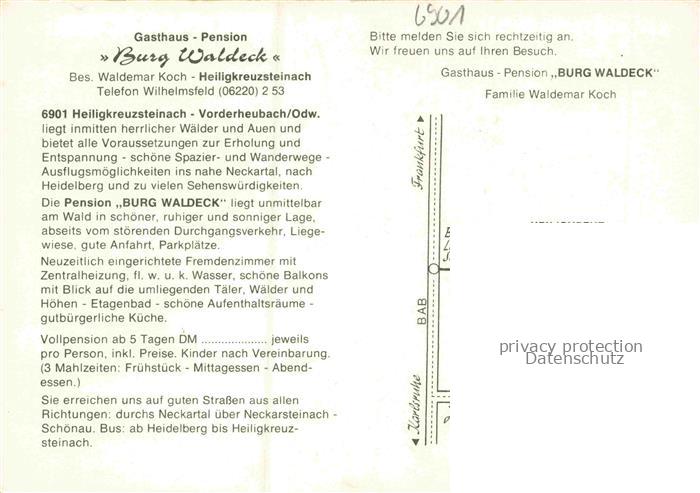 6901
Gasthaus - Pension
» Burg Waldeck «
Bes. Waldemar Koch - Heiligkreuzsteinach
Telefon Wilhelmsfeld (06220) 2 53
6901 Heiligkreuzsteinach - Vorderheubach/Odw.
liegt inmitten herrlicher Wälder und Auen und
bietet alle Voraussetzungen zur Erholung und
Entspannung - schöne Spazier- und Wanderwege -
Ausflugsmöglichkeiten ins nahe Neckartal, nach
Heidelberg und zu vielen Sehenswürdigkeiten.
Die Pension „BURG WALDECK“ liegt unmittelbar
am Wald in schöner, ruhiger und sonniger Lage,
abseits vom störenden Durchgangsverkehr, Liege-
wiese, gute Anfahrt, Parkplätze.
Neuzeitlich eingerichtete Fremdenzimmer mit
Zentralheizung, fl. w. u. k. Wasser, schöne Balkons
mit Blick auf die umliegenden Täler, Wälder und
Höhen - Etagenbad - schöne Aufenthaltsräume -
gutbürgerliche Küche.
Vollpension ab 5 Tagen DM .................... jeweils
pro Person, inkl. Preise. Kinder nach Vereinbarung.
(3 Mahlzeiten: Frühstück - Mittagessen - Abend-
essen.)
Sie erreichen uns auf guten Straßen aus allen
Richtungen: durchs Neckartal über Neckarsteinach -
Schönau. Bus: ab Heidelberg bis Heiligkreuz-
steinach.
Bitte melden Sie sich rechtzeitig an.
Wir freuen uns auf Ihren Besuch.
Gasthaus - Pension „BURG WALDECK“
Familie Waldemar Koch
Frankfurt
BAB
Karlsruhe
privacy protection
Datenschutz